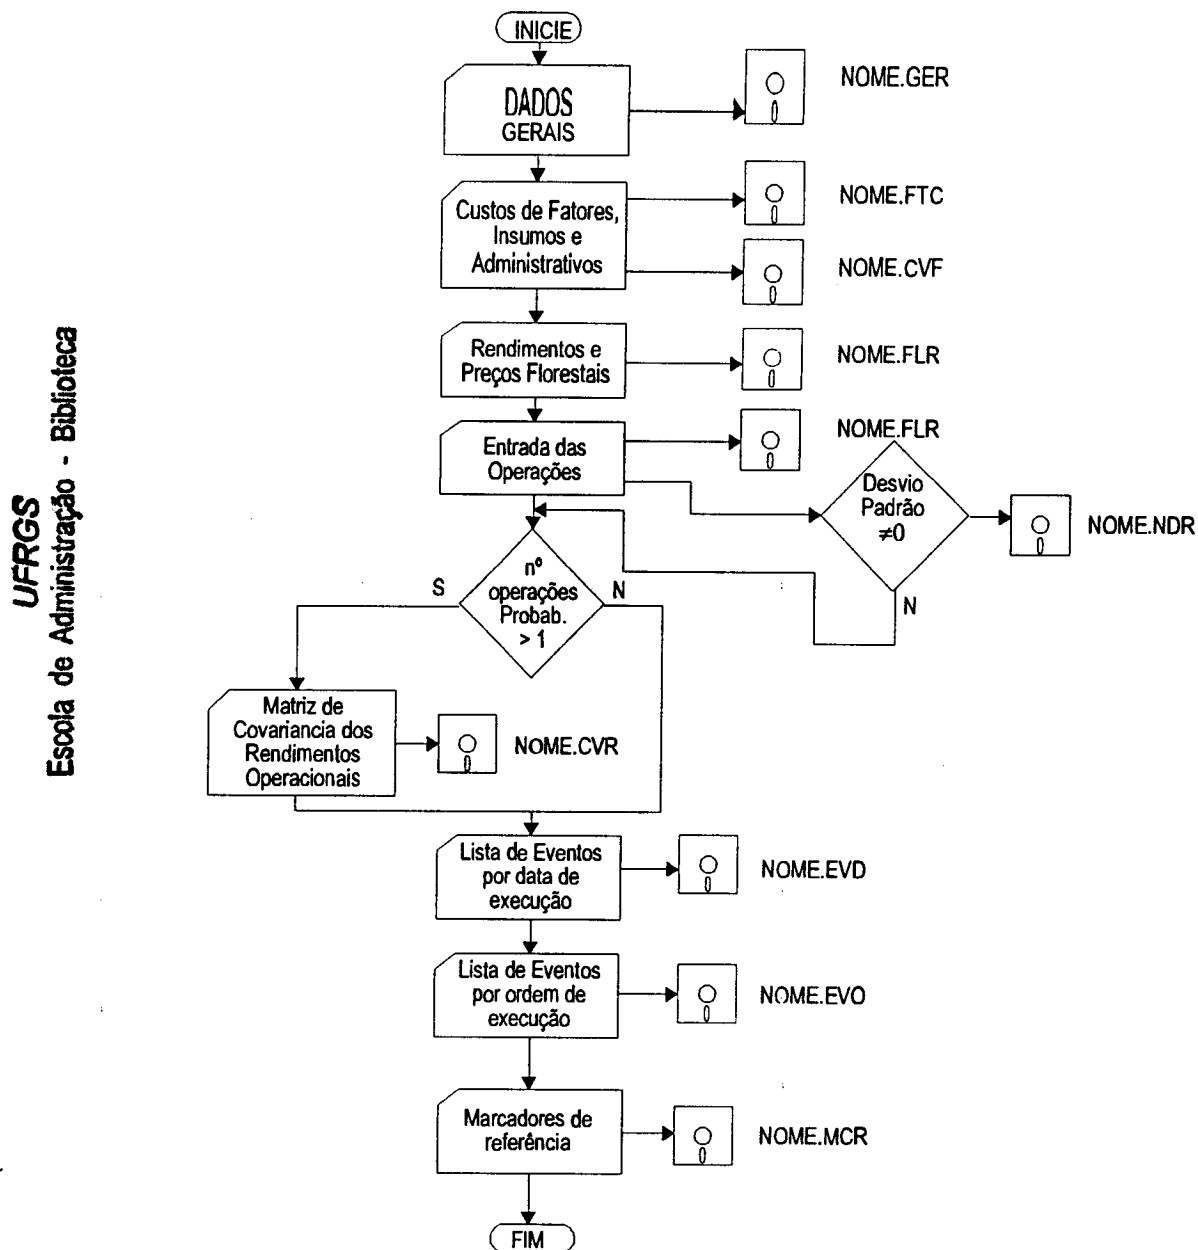 INICIE
DADOS
GERAIS
NOME.GER
Custos de Fatores,
Insumos e
Administrativos
NOME.FTC
NOME.CVF
Rendimentos e
Preços Florestais
NOME.FLR
Entrada das
Operações
NOME.FLR
Desvio
Padrão
≠0
NOME.NDR
N
nº
operações
Probab.
> 1
S
N
Matriz de
Covariancia dos
Rendimentos
Operacionais
NOME.CVR
Lista de Eventos
por data de
execução
NOME.EVD
Lista de Eventos
por ordem de
execução
NOME.EVO
Marcadores de
referência
NOME.MCR
FIM
UFRGS
Escola de Administração - Biblioteca